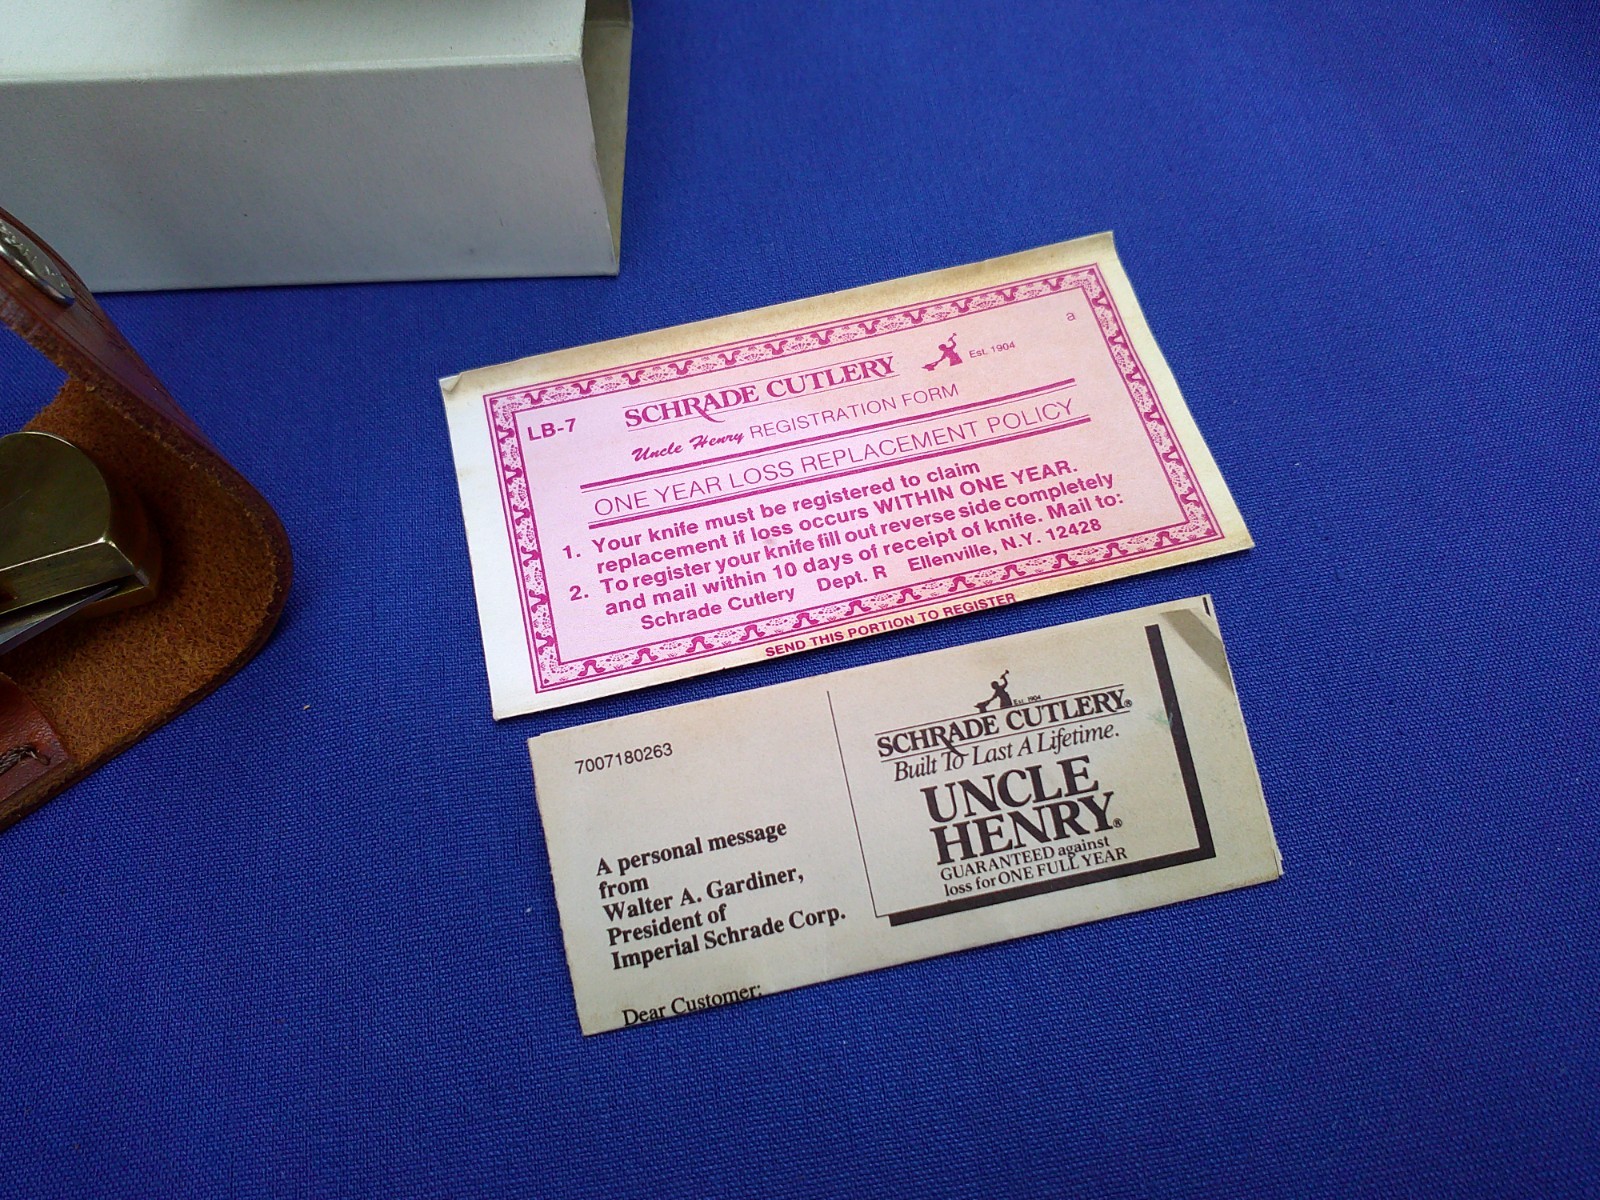 LB-7
a
SCHRADE CUTLERY
Est. 1904
Uncle Henry REGISTRATION FORM
ONE YEAR LOSS REPLACEMENT POLICY
1. Your knife must be registered to claim
replacement if loss occurs WITHIN ONE YEAR.
2. To register your knife fill out reverse side completely
and mail within 10 days of receipt of knife. Mail to:
Schrade Cutlery Dept. R Ellenville, N.Y. 12428
SEND THIS PORTION TO REGISTER
7007180263
A personal message
from
Walter A. Gardiner,
President of
Imperial Schrade Corp.
Dear Customer:
Est. 1904
SCHRADE CUTLERY®
Built To Last A Lifetime.
UNCLE
HENRY®
GUARANTEED against
loss for ONE FULL YEAR